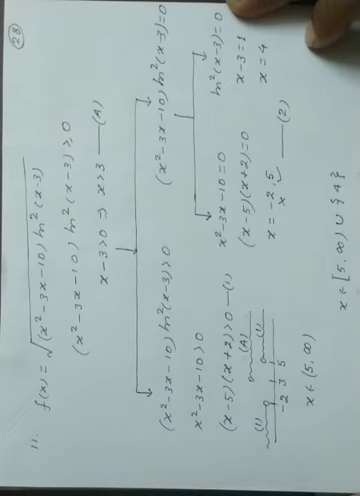 (28)
11. f(x) = √(x²-3x-10) ln²(x-3)
(x²-3x-10) ln²(x-3) ≥ 0
x-3>0 ⇒ x>3 —(A)
(x²-3x-10) ln²(x-3) > 0
x²-3x-10 > 0
(x-5)(x+2) > 0 —(1)
(A)
(1) (1)
-2 3 5
x ∈ (5, ∞)
(x²-3x-10) ln²(x-3) = 0
x²-3x-10 = 0
(x-5)(x+2) = 0
x = -2, 5
x ✓
—(2)
ln²(x-3) = 0
x-3 = 1
x = 4
x ∈ [5, ∞) ∪ {4}